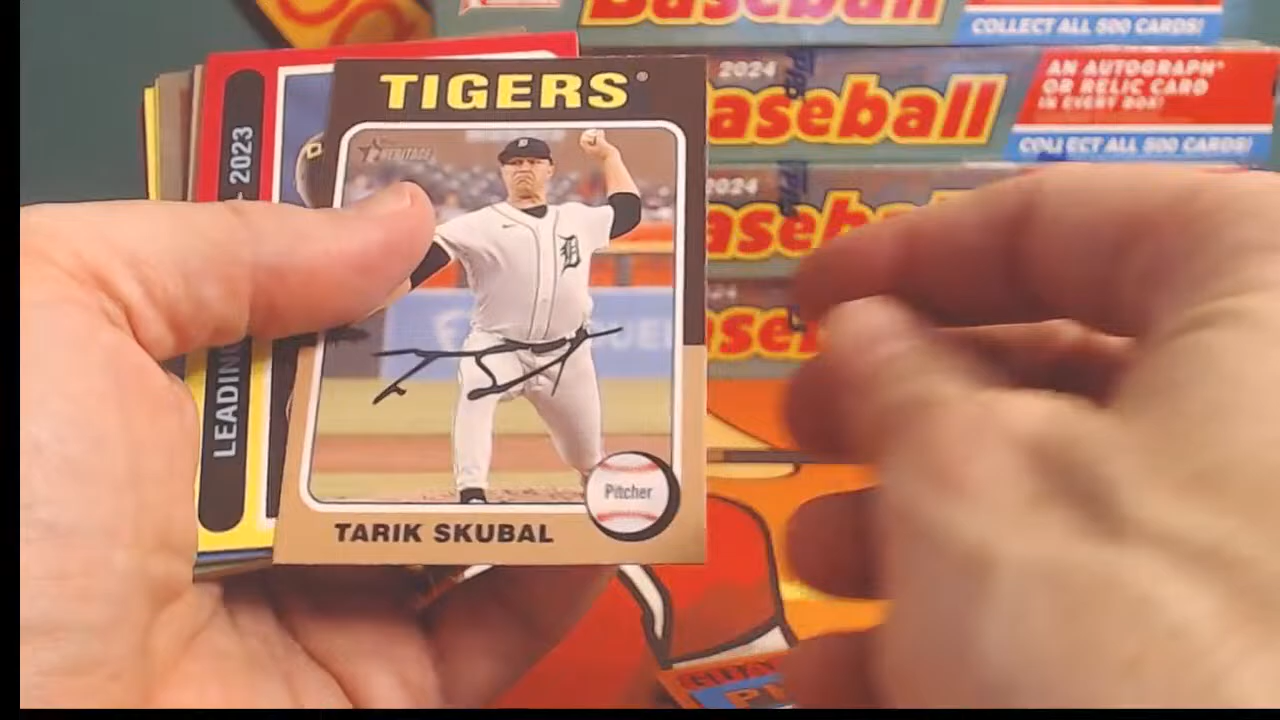 Baseball
COLLECT ALL 500 CARDS!
2024
Baseball
AN AUTOGRAPH
OR RELIC CARD
IN EVERY BOX!
COLLECT ALL 500 CARDS!
2024
2023
LEADING
TIGERS
HERITAGE
Pitcher
TARIK SKUBAL